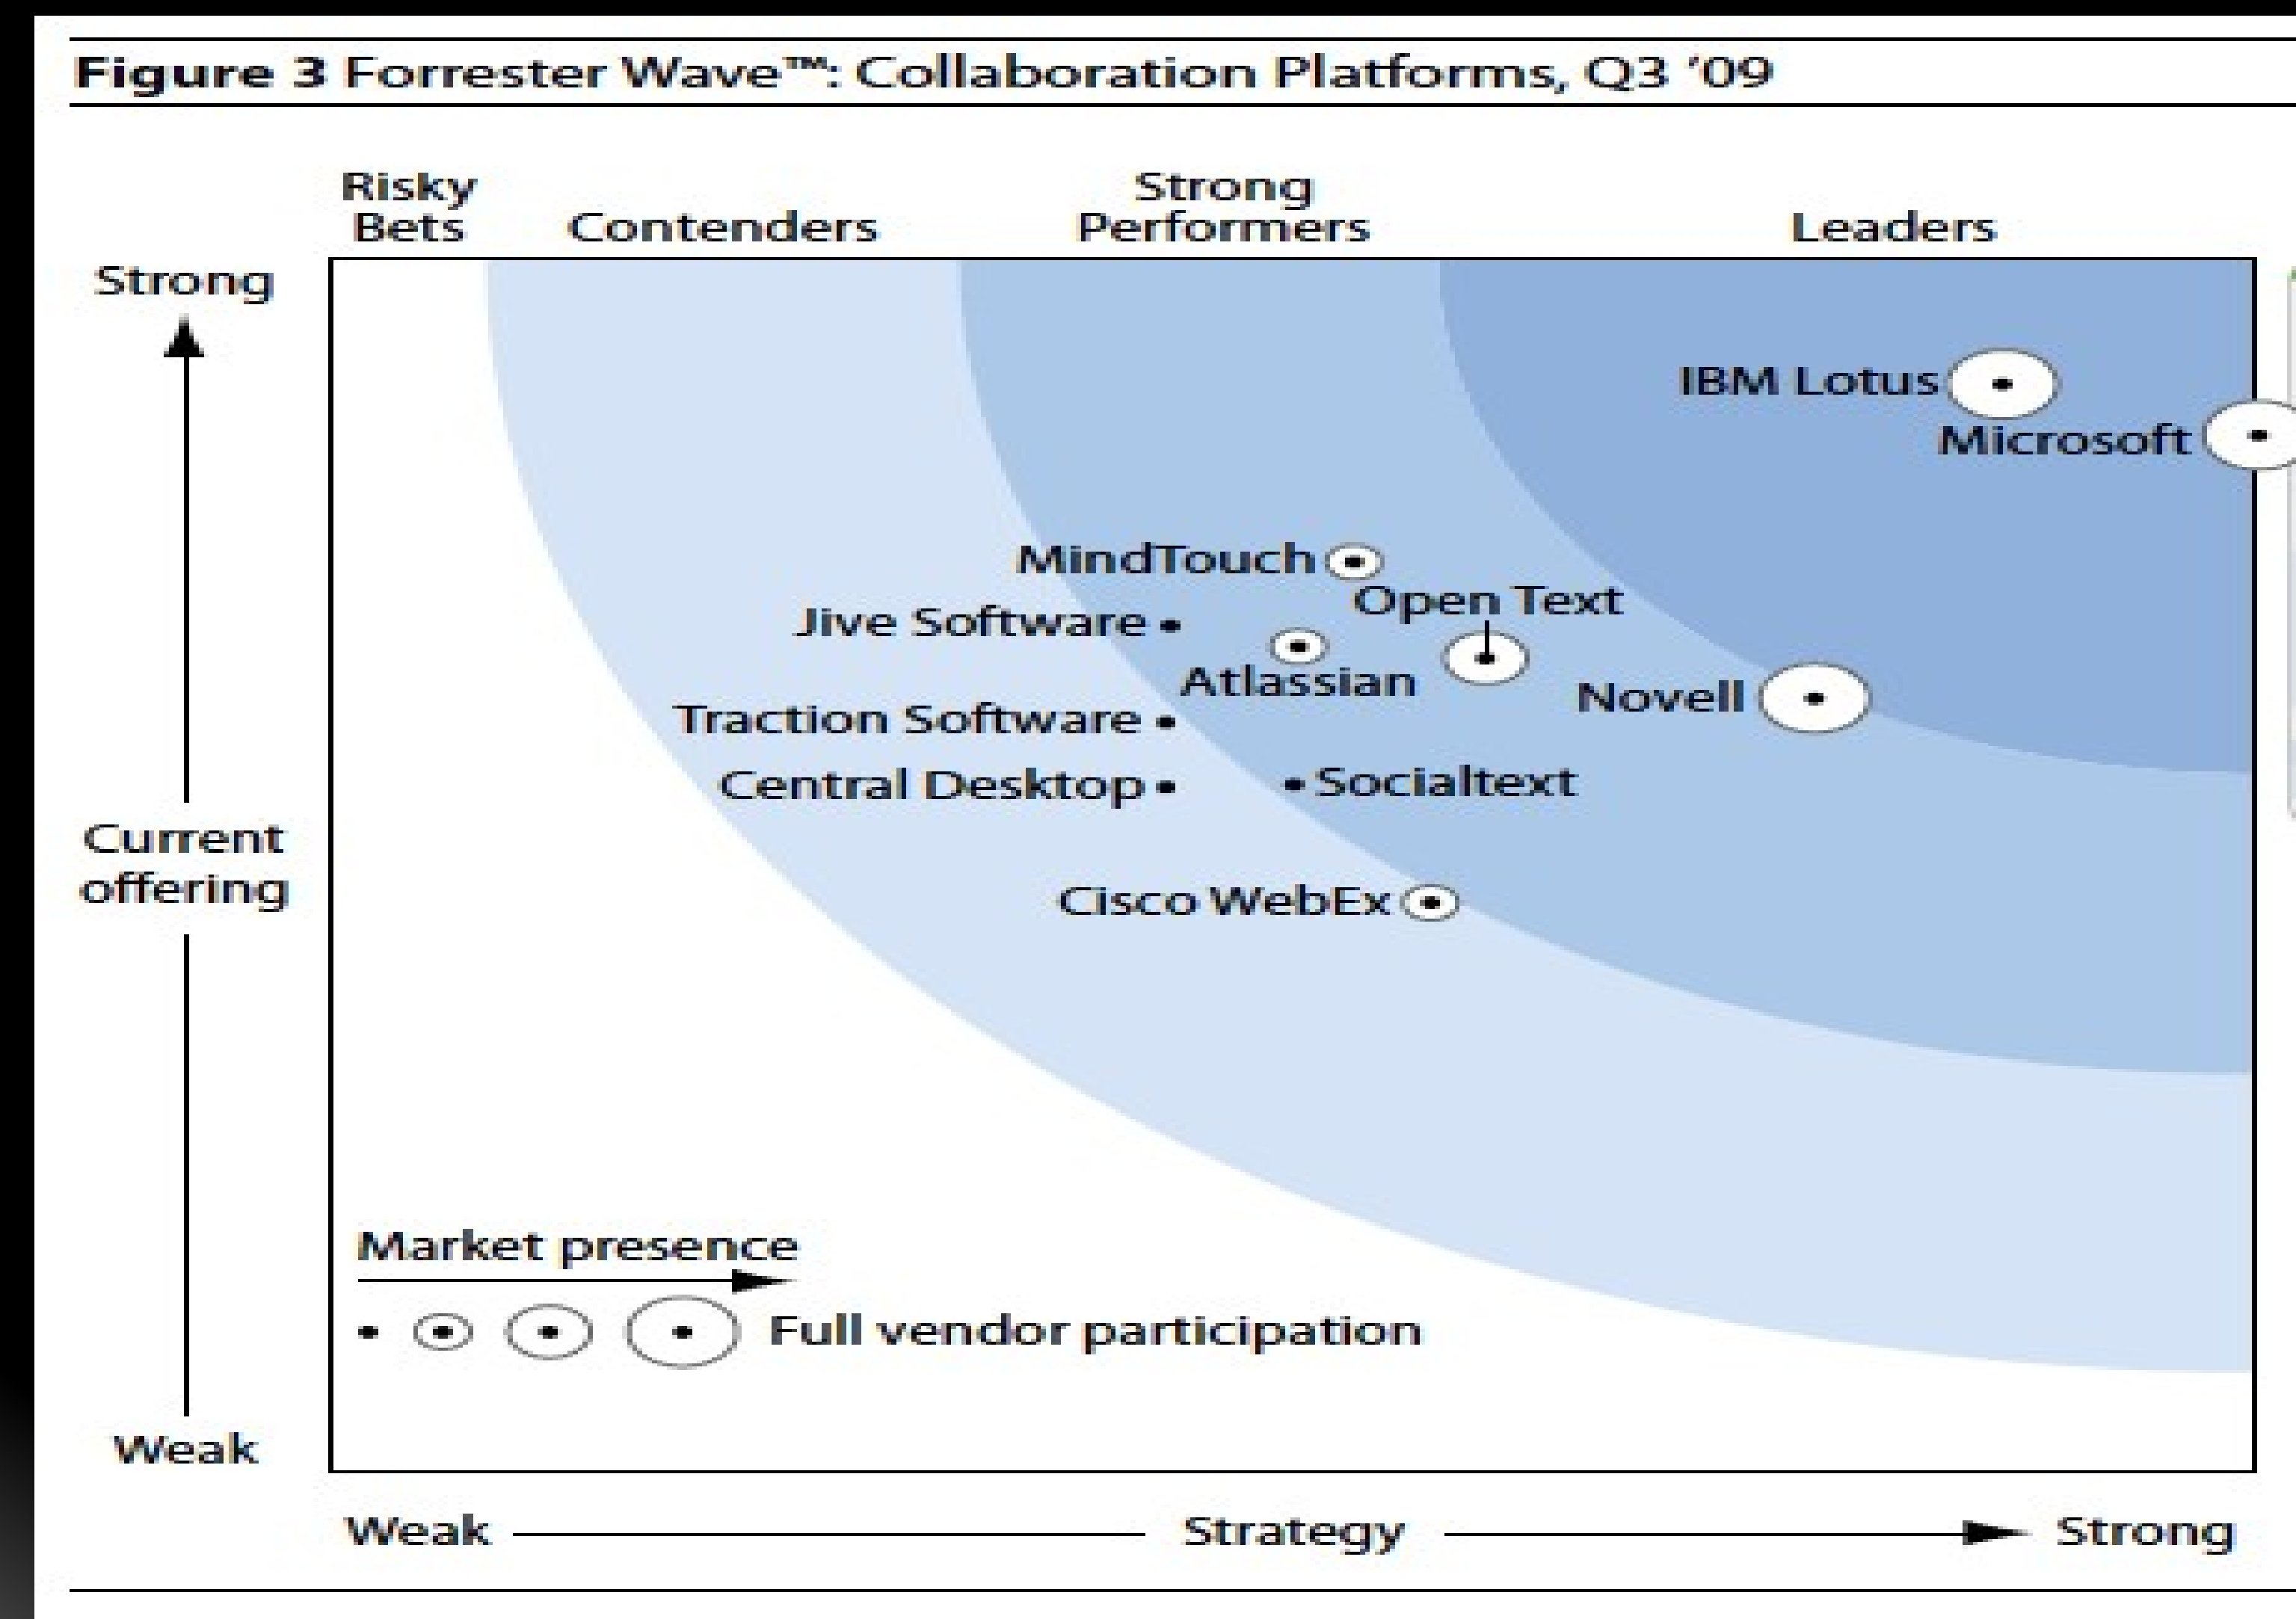 Figure 3 Forrester Wave™: Collaboration Platforms, Q3 ‘09
Risky
Bets
Contenders
Strong
Performers
Leaders
Strong
IBM Lotus
Microsoft
MindTouch
Open Text
Jive Software
Atlassian
Novell
Traction Software
Central Desktop
Socialtext
Current
offering
Cisco WebEx
Market presence
Full vendor participation
Weak
Weak
Strategy
Strong